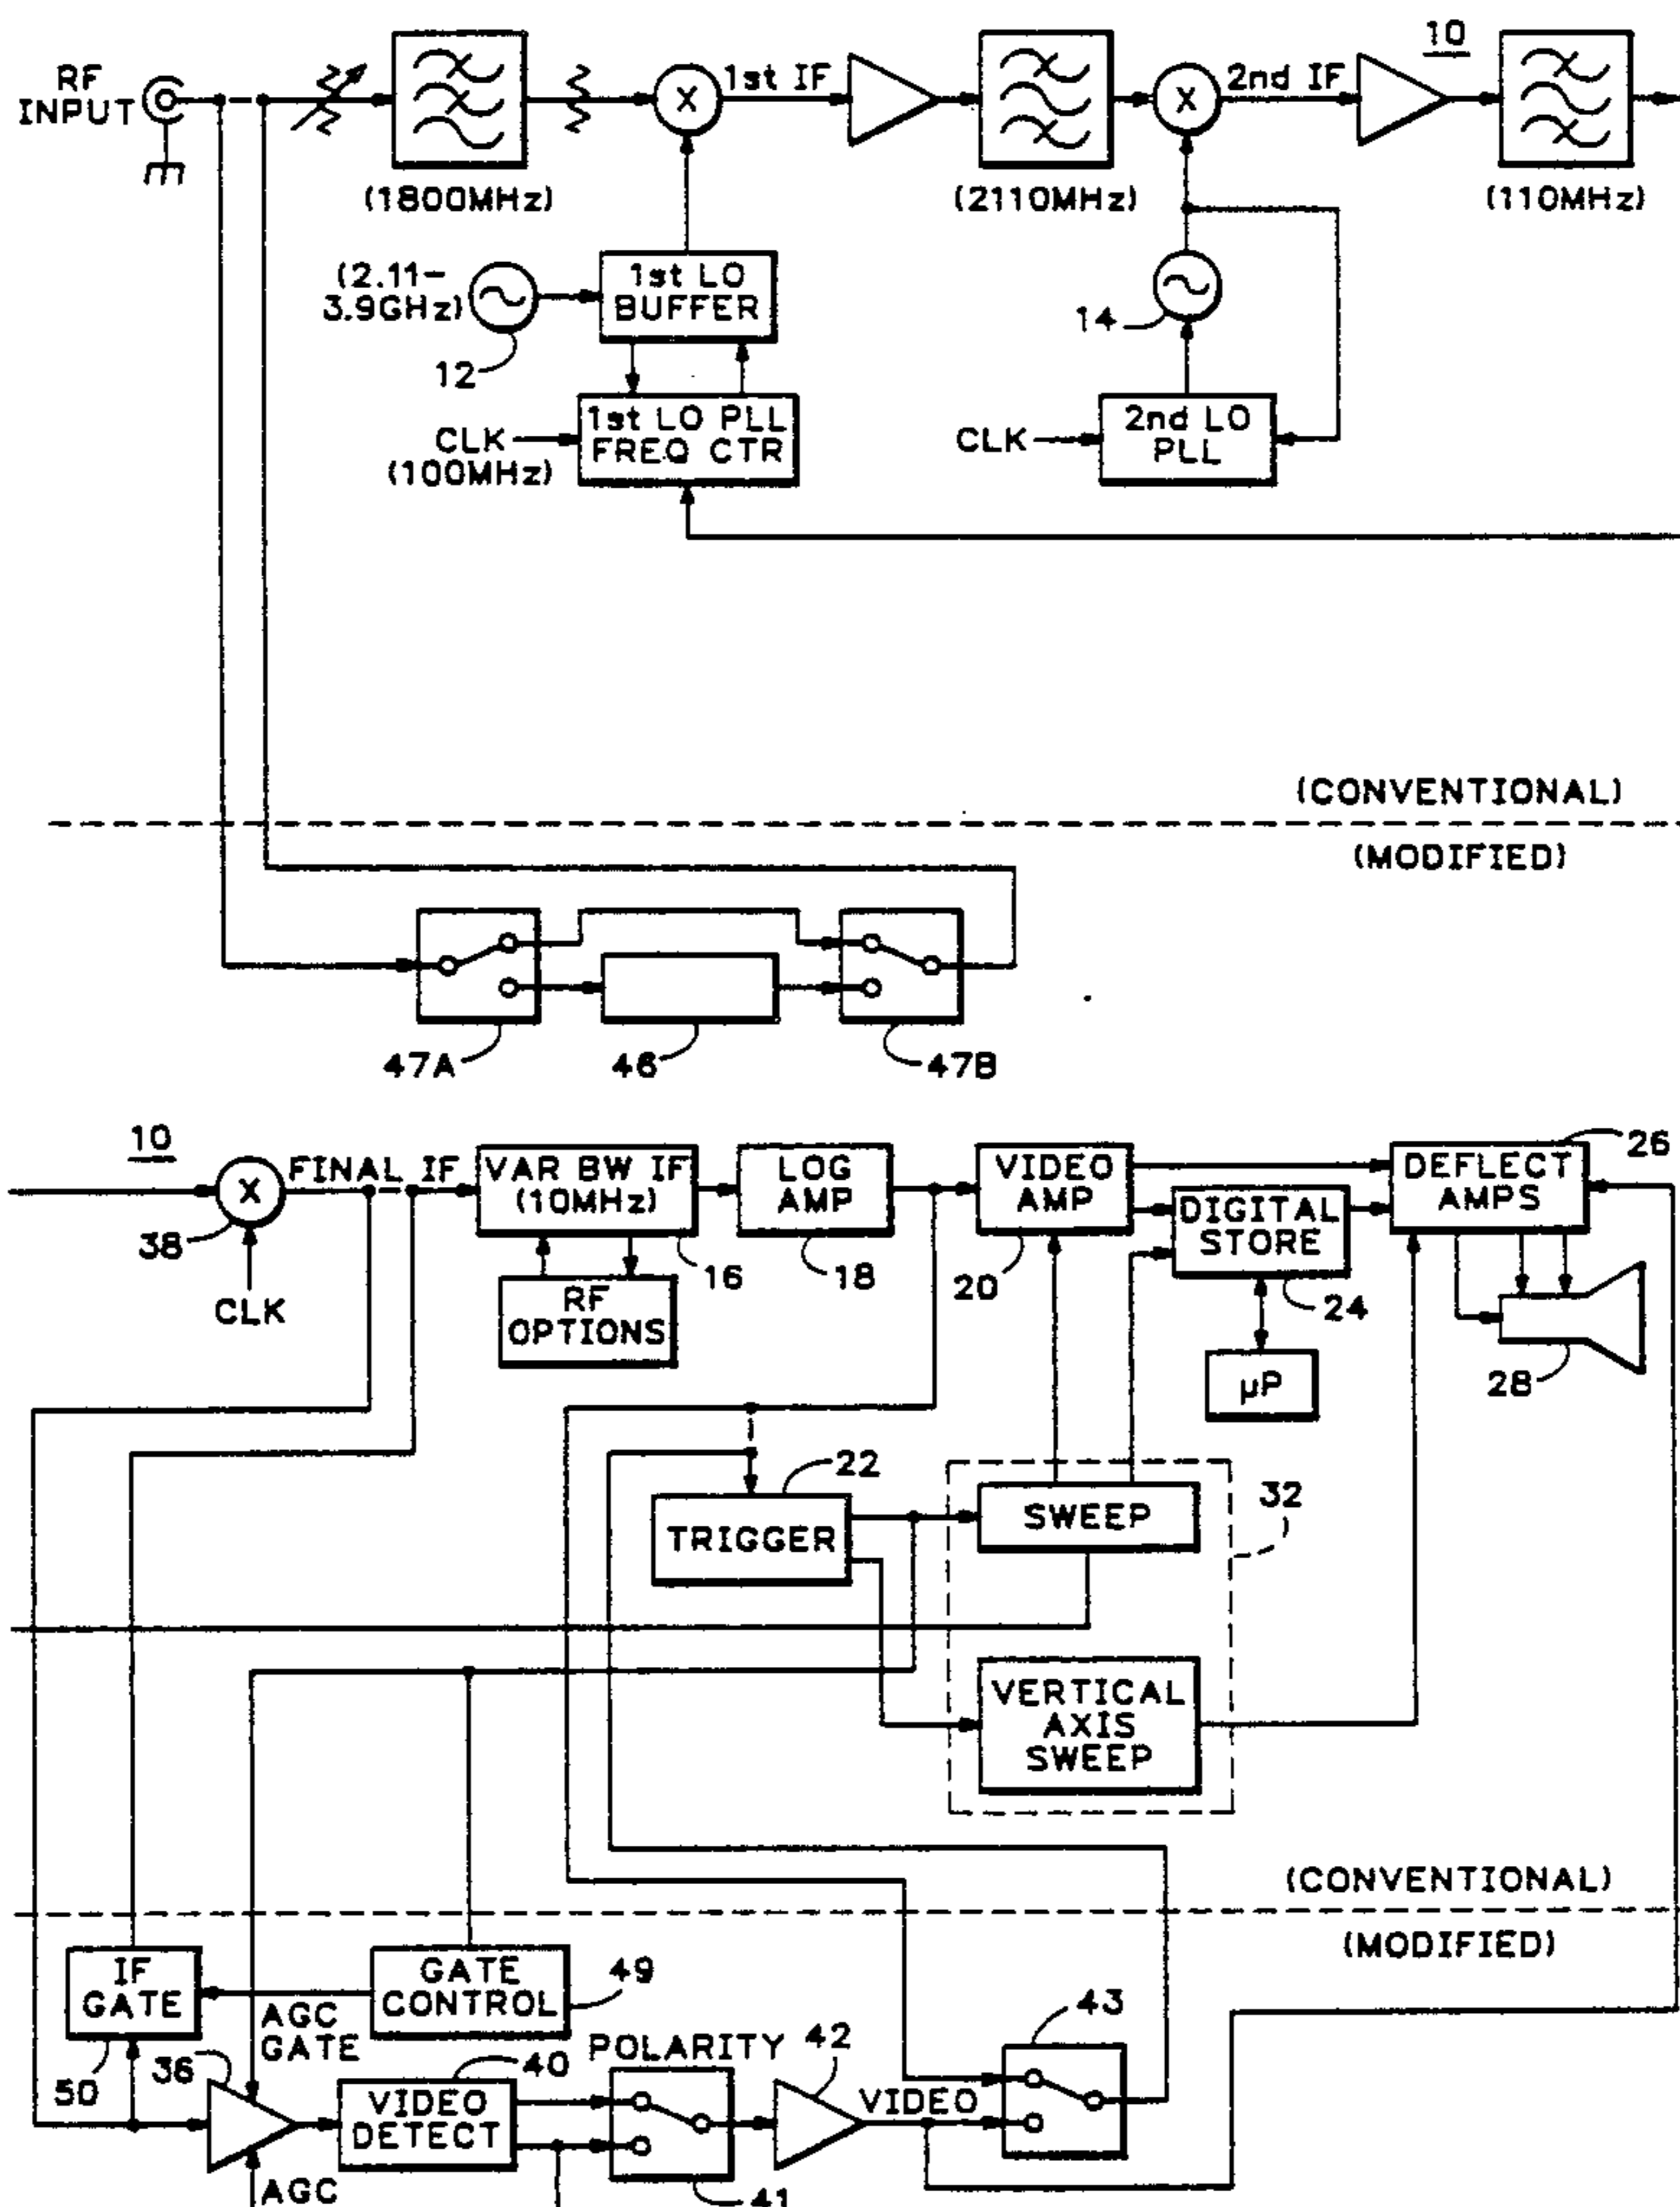 10
RF
INPUT
1st IF
2nd IF
(1800MHz)
(2110MHz)
(110MHz)
(2.11-
3.9GHz)
1st LO
BUFFER
12
14
CLK
(100MHz)
1st LO PLL
FREQ CTR
CLK
2nd LO
PLL
(CONVENTIONAL)
(MODIFIED)
47A
46
47B
10
FINAL IF
VAR BW IF
(10MHz)
LOG
AMP
VIDEO
AMP
DEFLECT
AMPS
26
DIGITAL
STORE
38
CLK
16
18
20
24
RF
OPTIONS
µP
28
22
TRIGGER
SWEEP
32
VERTICAL
AXIS
SWEEP
(CONVENTIONAL)
(MODIFIED)
IF
GATE
GATE
CONTROL
49
AGC
GATE
50
36
40
POLARITY
42
43
VIDEO
DETECT
VIDEO
AGC
41